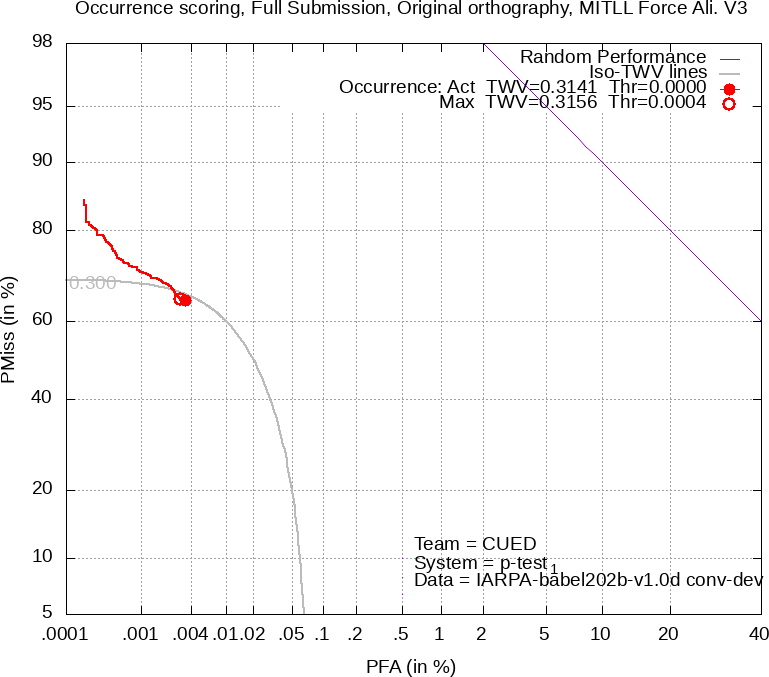 Occurrence scoring, Full Submission, Original orthography, MITLL Force Ali. V3
Random Performance
Iso-TWV lines
Occurrence: Act TWV=0.3141 Thr=0.0000
Max TWV=0.3156 Thr=0.0004
98
95
90
80
60
40
20
10
5
PMiss (in %)
0.300
Team = CUED
System = p-test1
Data = IARPA-babel202b-v1.0d conv-dev
.0001 .001 .004 .01 .02 .05 .1 .2 .5 1 2 5 10 20 40
PFA (in %)